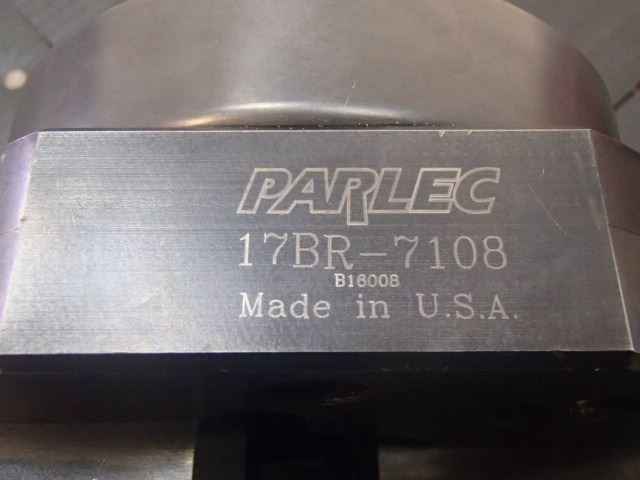 PARLEC
17BR-7108
B16008
Made in U.S.A.